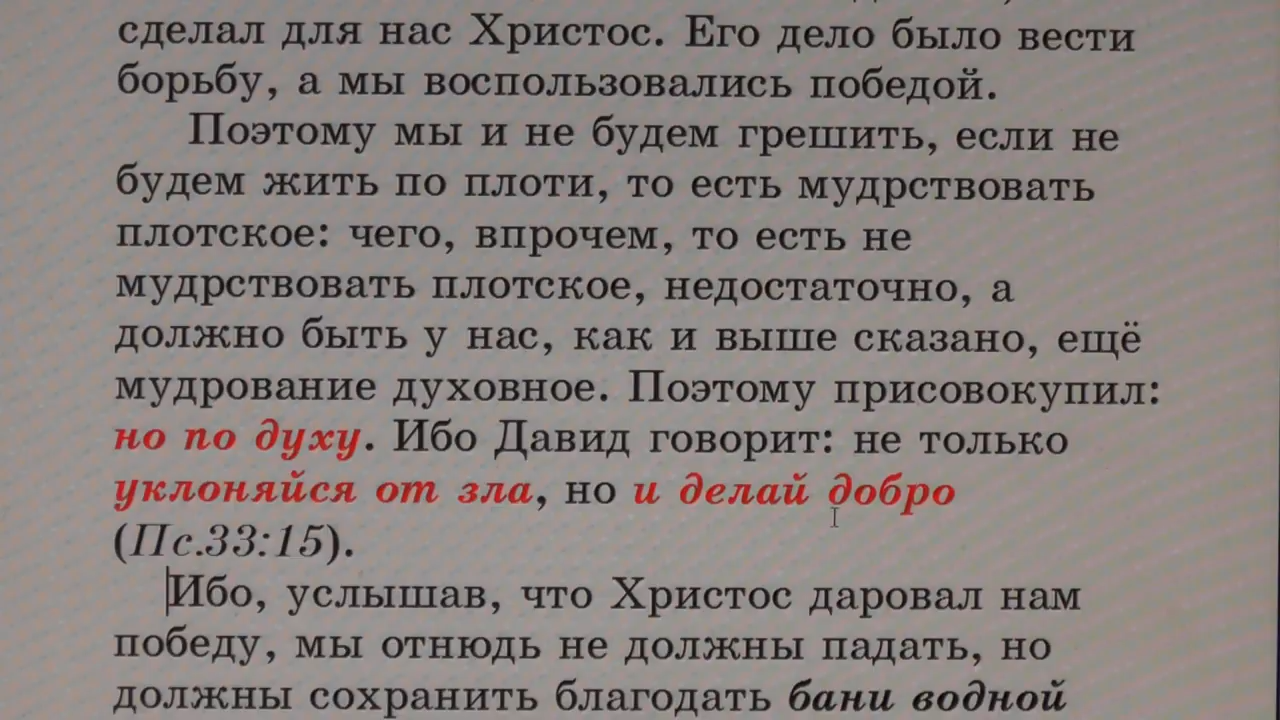 сделал для нас Христос. Его дело было вести
борьбу, а мы воспользовались победой.
Поэтому мы и не будем грешить, если не
будем жить по плоти, то есть мудрствовать
плотское: чего, впрочем, то есть не
мудрствовать плотское, недостаточно, а
должно быть у нас, как и выше сказано, ещё
мудрование духовное. Поэтому присовокупил:
но по духу. Ибо Давид говорит: не только
уклоняйся от зла, но и делай добро
(Пс.33:15).
Ибо, услышав, что Христос даровал нам
победу, мы отнюдь не должны падать, но
должны сохранить благодать бани водной